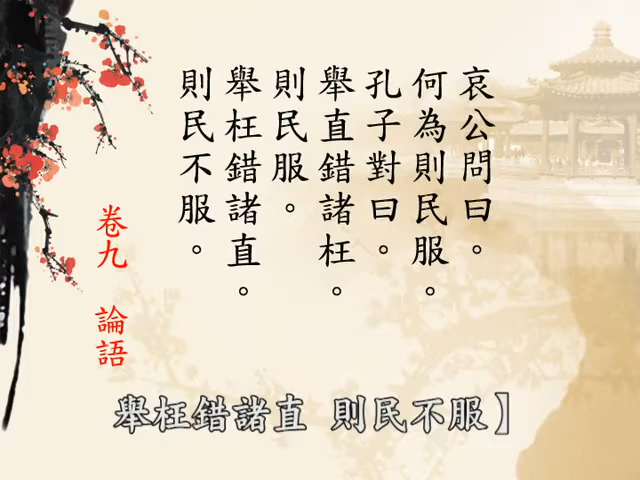 哀公問曰。
何為則民服。
孔子對曰。
舉直錯諸枉。
則民服。
舉枉錯諸直。
則民不服。
卷九 論語
舉枉錯諸直 則民不服】